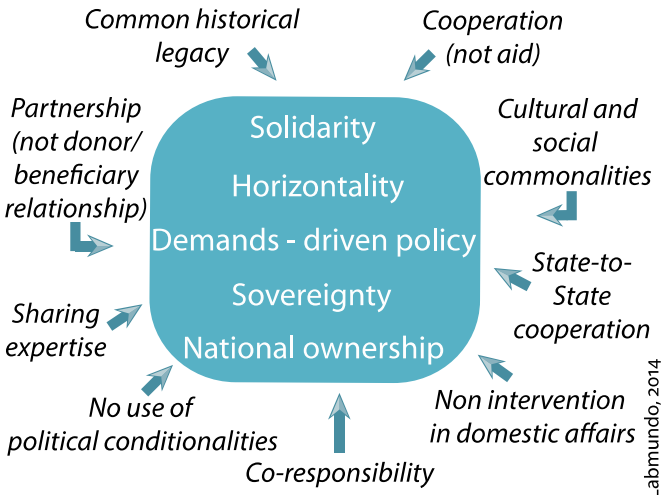 Common historical
legacy
Cooperation
(not aid)
Partnership
(not donor/
beneficiary
relationship)
Solidarity
Horizontality
Demands - driven policy
Sovereignty
National ownership
Cultural and
social
commonalities
State-to-
State
cooperation
Sharing
expertise
No use of
political conditionalities
Co-responsibility
Non intervention
in domestic affairs
Labmundo, 2014